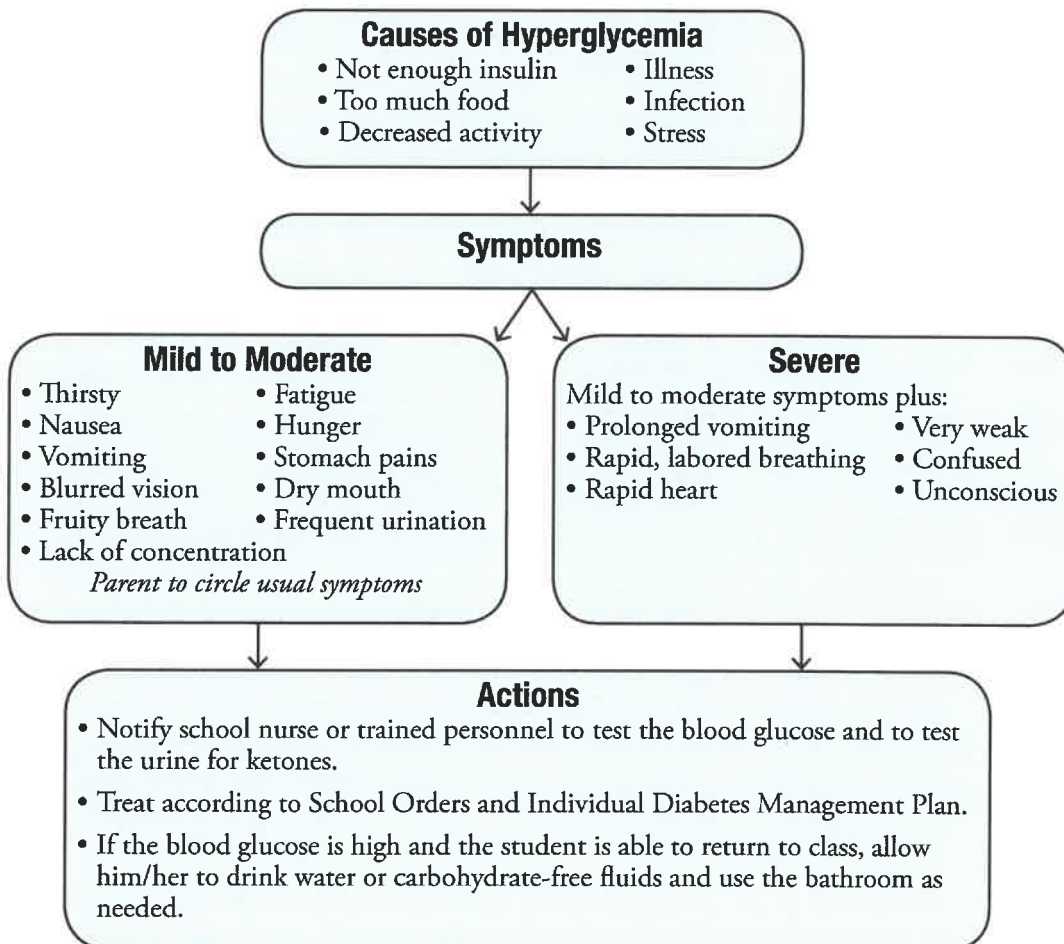 Causes of Hyperglycemia
• Not enough insulin
• Too much food
• Decreased activity
• Illness
• Infection
• Stress
Symptoms
Mild to Moderate
• Thirsty
• Nausea
• Vomiting
• Blurred vision
• Fruity breath
• Lack of concentration
• Fatigue
• Hunger
• Stomach pains
• Dry mouth
• Frequent urination
Parent to circle usual symptoms
Severe
Mild to moderate symptoms plus:
• Prolonged vomiting
• Rapid, labored breathing
• Rapid heart
• Very weak
• Confused
• Unconscious
Actions
• Notify school nurse or trained personnel to test the blood glucose and to test
the urine for ketones.
• Treat according to School Orders and Individual Diabetes Management Plan.
• If the blood glucose is high and the student is able to return to class, allow
him/her to drink water or carbohydrate-free fluids and use the bathroom as
needed.